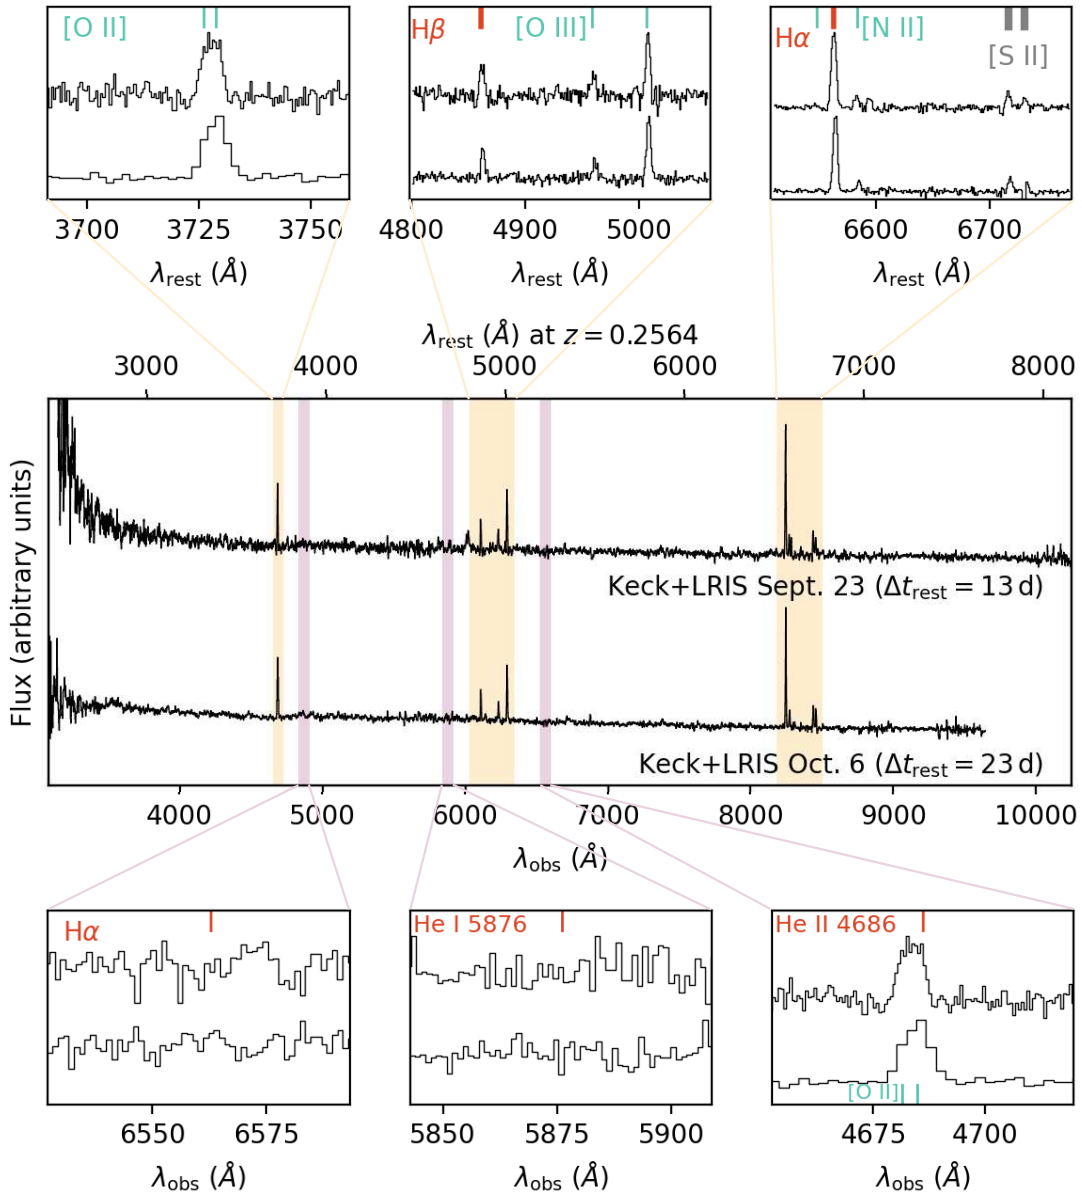 [O II]
Hβ [O III]
Hα [N II]
[S II]
3700 3725 3750
4800 4900 5000
6600 6700
λrest (Å)
λrest (Å)
λrest (Å)
λrest (Å) at z = 0.2564
3000 4000 5000 6000 7000 8000
Flux (arbitrary units)
Keck+LRIS Sept. 23 (Δtrest = 13 d)
Keck+LRIS Oct. 6 (Δtrest = 23 d)
4000 5000 6000 7000 8000 9000 10000
λobs (Å)
Hα
He I 5876
He II 4686
[O II]
6550 6575
5850 5875 5900
4675 4700
λobs (Å)
λobs (Å)
λobs (Å)